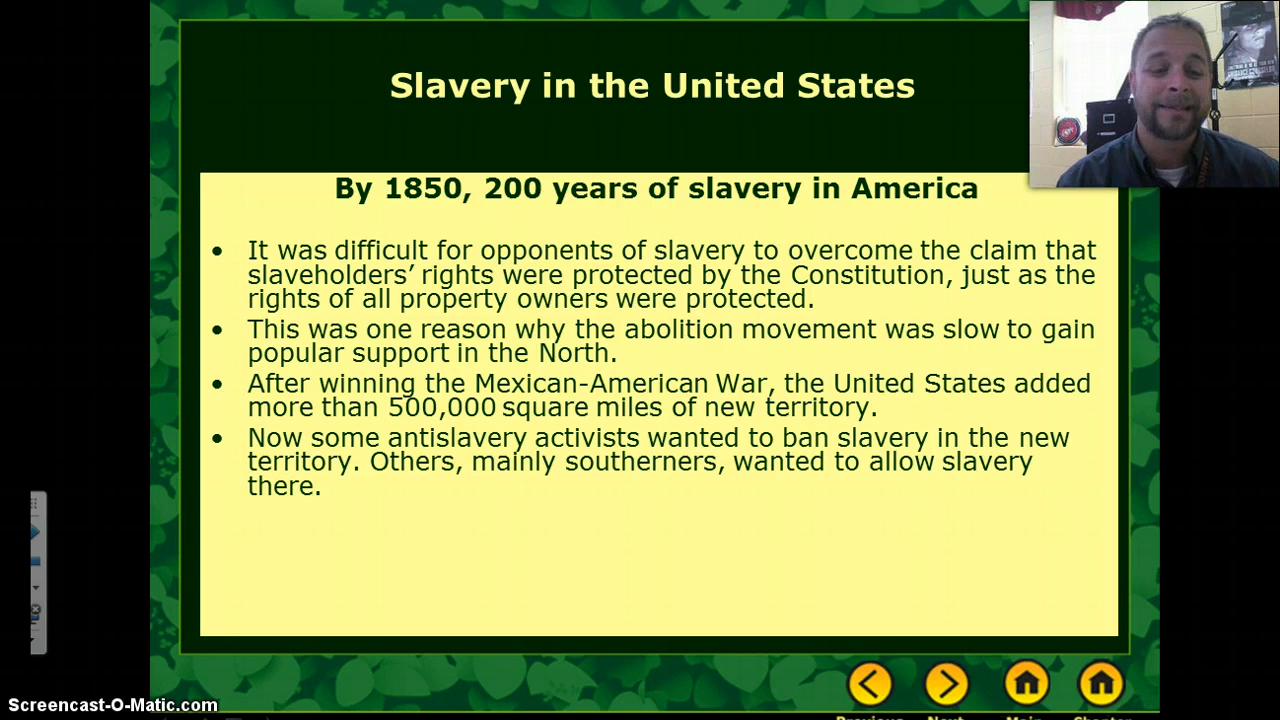 Slavery in the United States
By 1850, 200 years of slavery in America
• It was difficult for opponents of slavery to overcome the claim that
slaveholders’ rights were protected by the Constitution, just as the
rights of all property owners were protected.
• This was one reason why the abolition movement was slow to gain
popular support in the North.
• After winning the Mexican-American War, the United States added
more than 500,000 square miles of new territory.
• Now some antislavery activists wanted to ban slavery in the new
territory. Others, mainly southerners, wanted to allow slavery
there.
Screencast-O-Matic.com